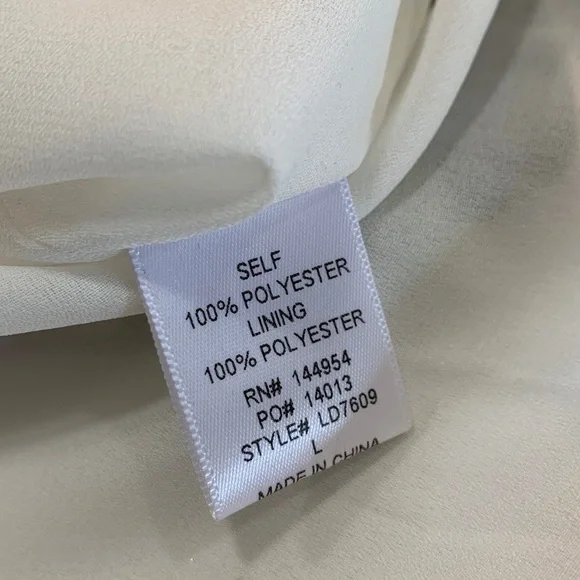 SELF
100% POLYESTER
LINING
100% POLYESTER
RN# 144954
PO# 14013
STYLE# LD7609
L
MADE IN CHINA